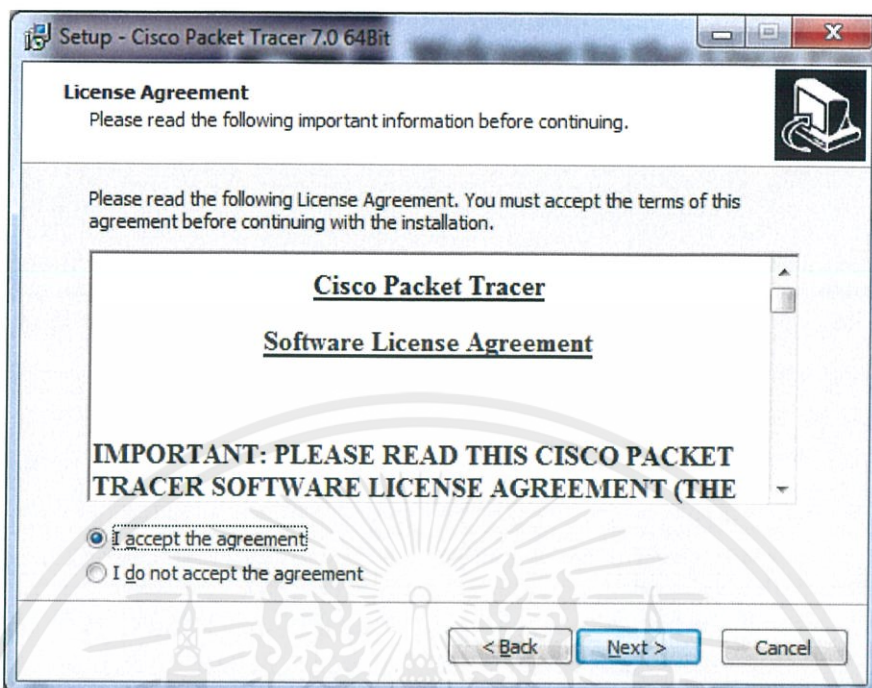 Setup - Cisco Packet Tracer 7.0 64Bit
License Agreement
Please read the following important information before continuing.
Please read the following License Agreement. You must accept the terms of this
agreement before continuing with the installation.
Cisco Packet Tracer
Software License Agreement
IMPORTANT: PLEASE READ THIS CISCO PACKET
TRACER SOFTWARE LICENSE AGREEMENT (THE
I accept the agreement
I do not accept the agreement
< Back
Next >
Cancel